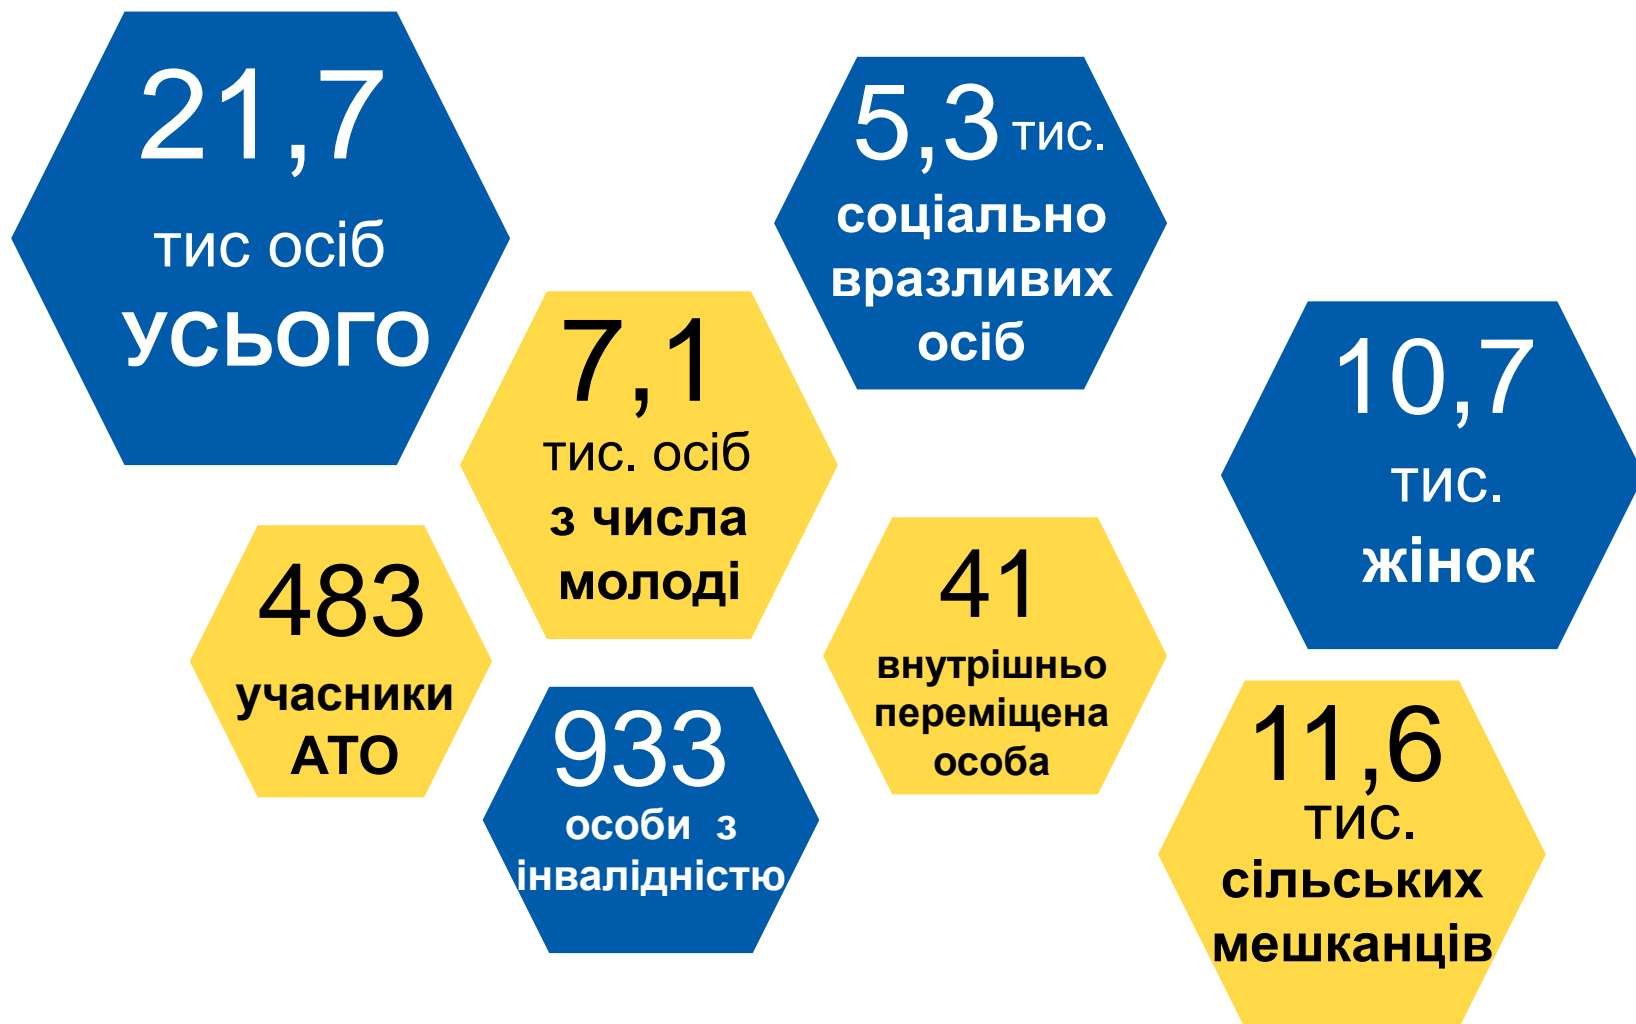 21,7
тис осіб
УСЬОГО
5,3 тис.
соціально
вразливих
осіб
7,1
тис. осіб
з числа
молоді
10,7
тис.
жінок
483
учасники
АТО
41
внутрішньо
переміщена
особа
933
особи з
інвалідністю
11,6
тис.
сільських
мешканців